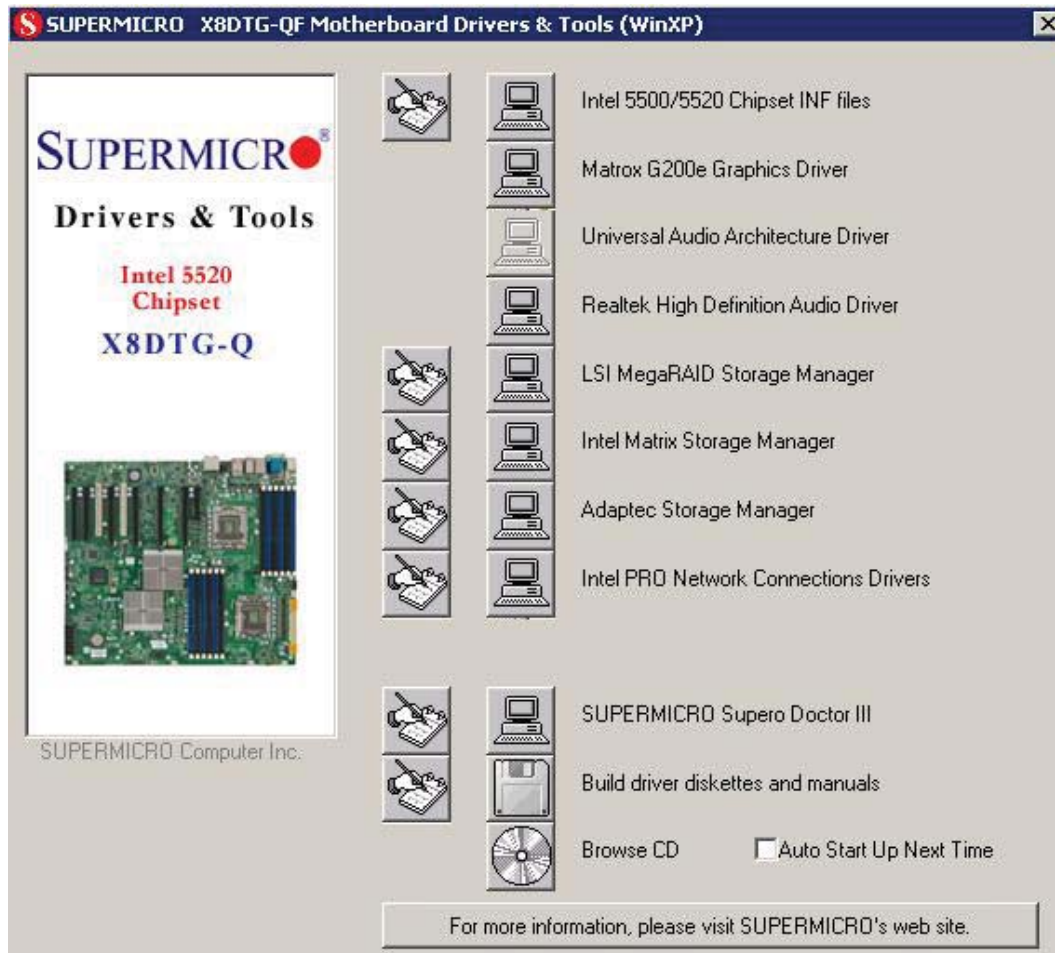 SUPERMICRO X8DTG-QF Motherboard Drivers & Tools (WinXP)
SUPERMICRO®
Drivers & Tools
Intel 5520
Chipset
X8DTG-Q
SUPERMICRO Computer Inc.
Intel 5500/5520 Chipset INF files
Matrox G200e Graphics Driver
Universal Audio Architecture Driver
Realtek High Definition Audio Driver
LSI MegaRAID Storage Manager
Intel Matrix Storage Manager
Adaptec Storage Manager
Intel PRO Network Connections Drivers
SUPERMICRO Supero Doctor III
Build driver diskettes and manuals
Browse CD
Auto Start Up Next Time
For more information, please visit SUPERMICRO's web site.